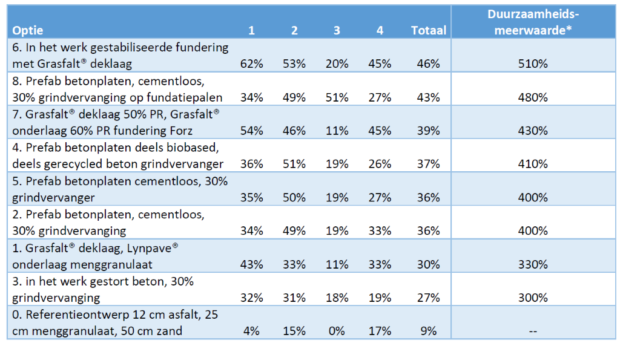 Duurzaamheids-
Optie 1 2 3 4 Totaal meerwaarde*
6. In het werk gestabiliseerde fundering
met Grasfalt® deklaag 62% 53% 20% 45% 46% 510%
8. Prefab betonplaten, cementloos,
30% grindvervanging op fundatiepalen 34% 49% 51% 27% 43% 480%
7. Grasfalt® deklaag 50% PR, Grasfalt®
onderlaag 60% PR fundering Forz 54% 46% 11% 45% 39% 430%
4. Prefab betonplaten deels biobased,
deels gerecycled beton grindvervanger 36% 51% 19% 26% 37% 410%
5. Prefab betonplaten cementloos, 30%
grindvervanger 35% 50% 19% 27% 36% 400%
2. Prefab betonplaten, cementloos,
30% grindvervanging 34% 49% 19% 33% 36% 400%
1. Grasfalt® deklaag, Lynpave®
onderlaag menggranulaat 43% 33% 11% 33% 30% 330%
3. in het werk gestort beton, 30%
grindvervanging 32% 31% 18% 19% 27% 300%
0. Referentieontwerp 12 cm asfalt, 25
cm menggranulaat, 50 cm zand 4% 15% 0% 17% 9% --